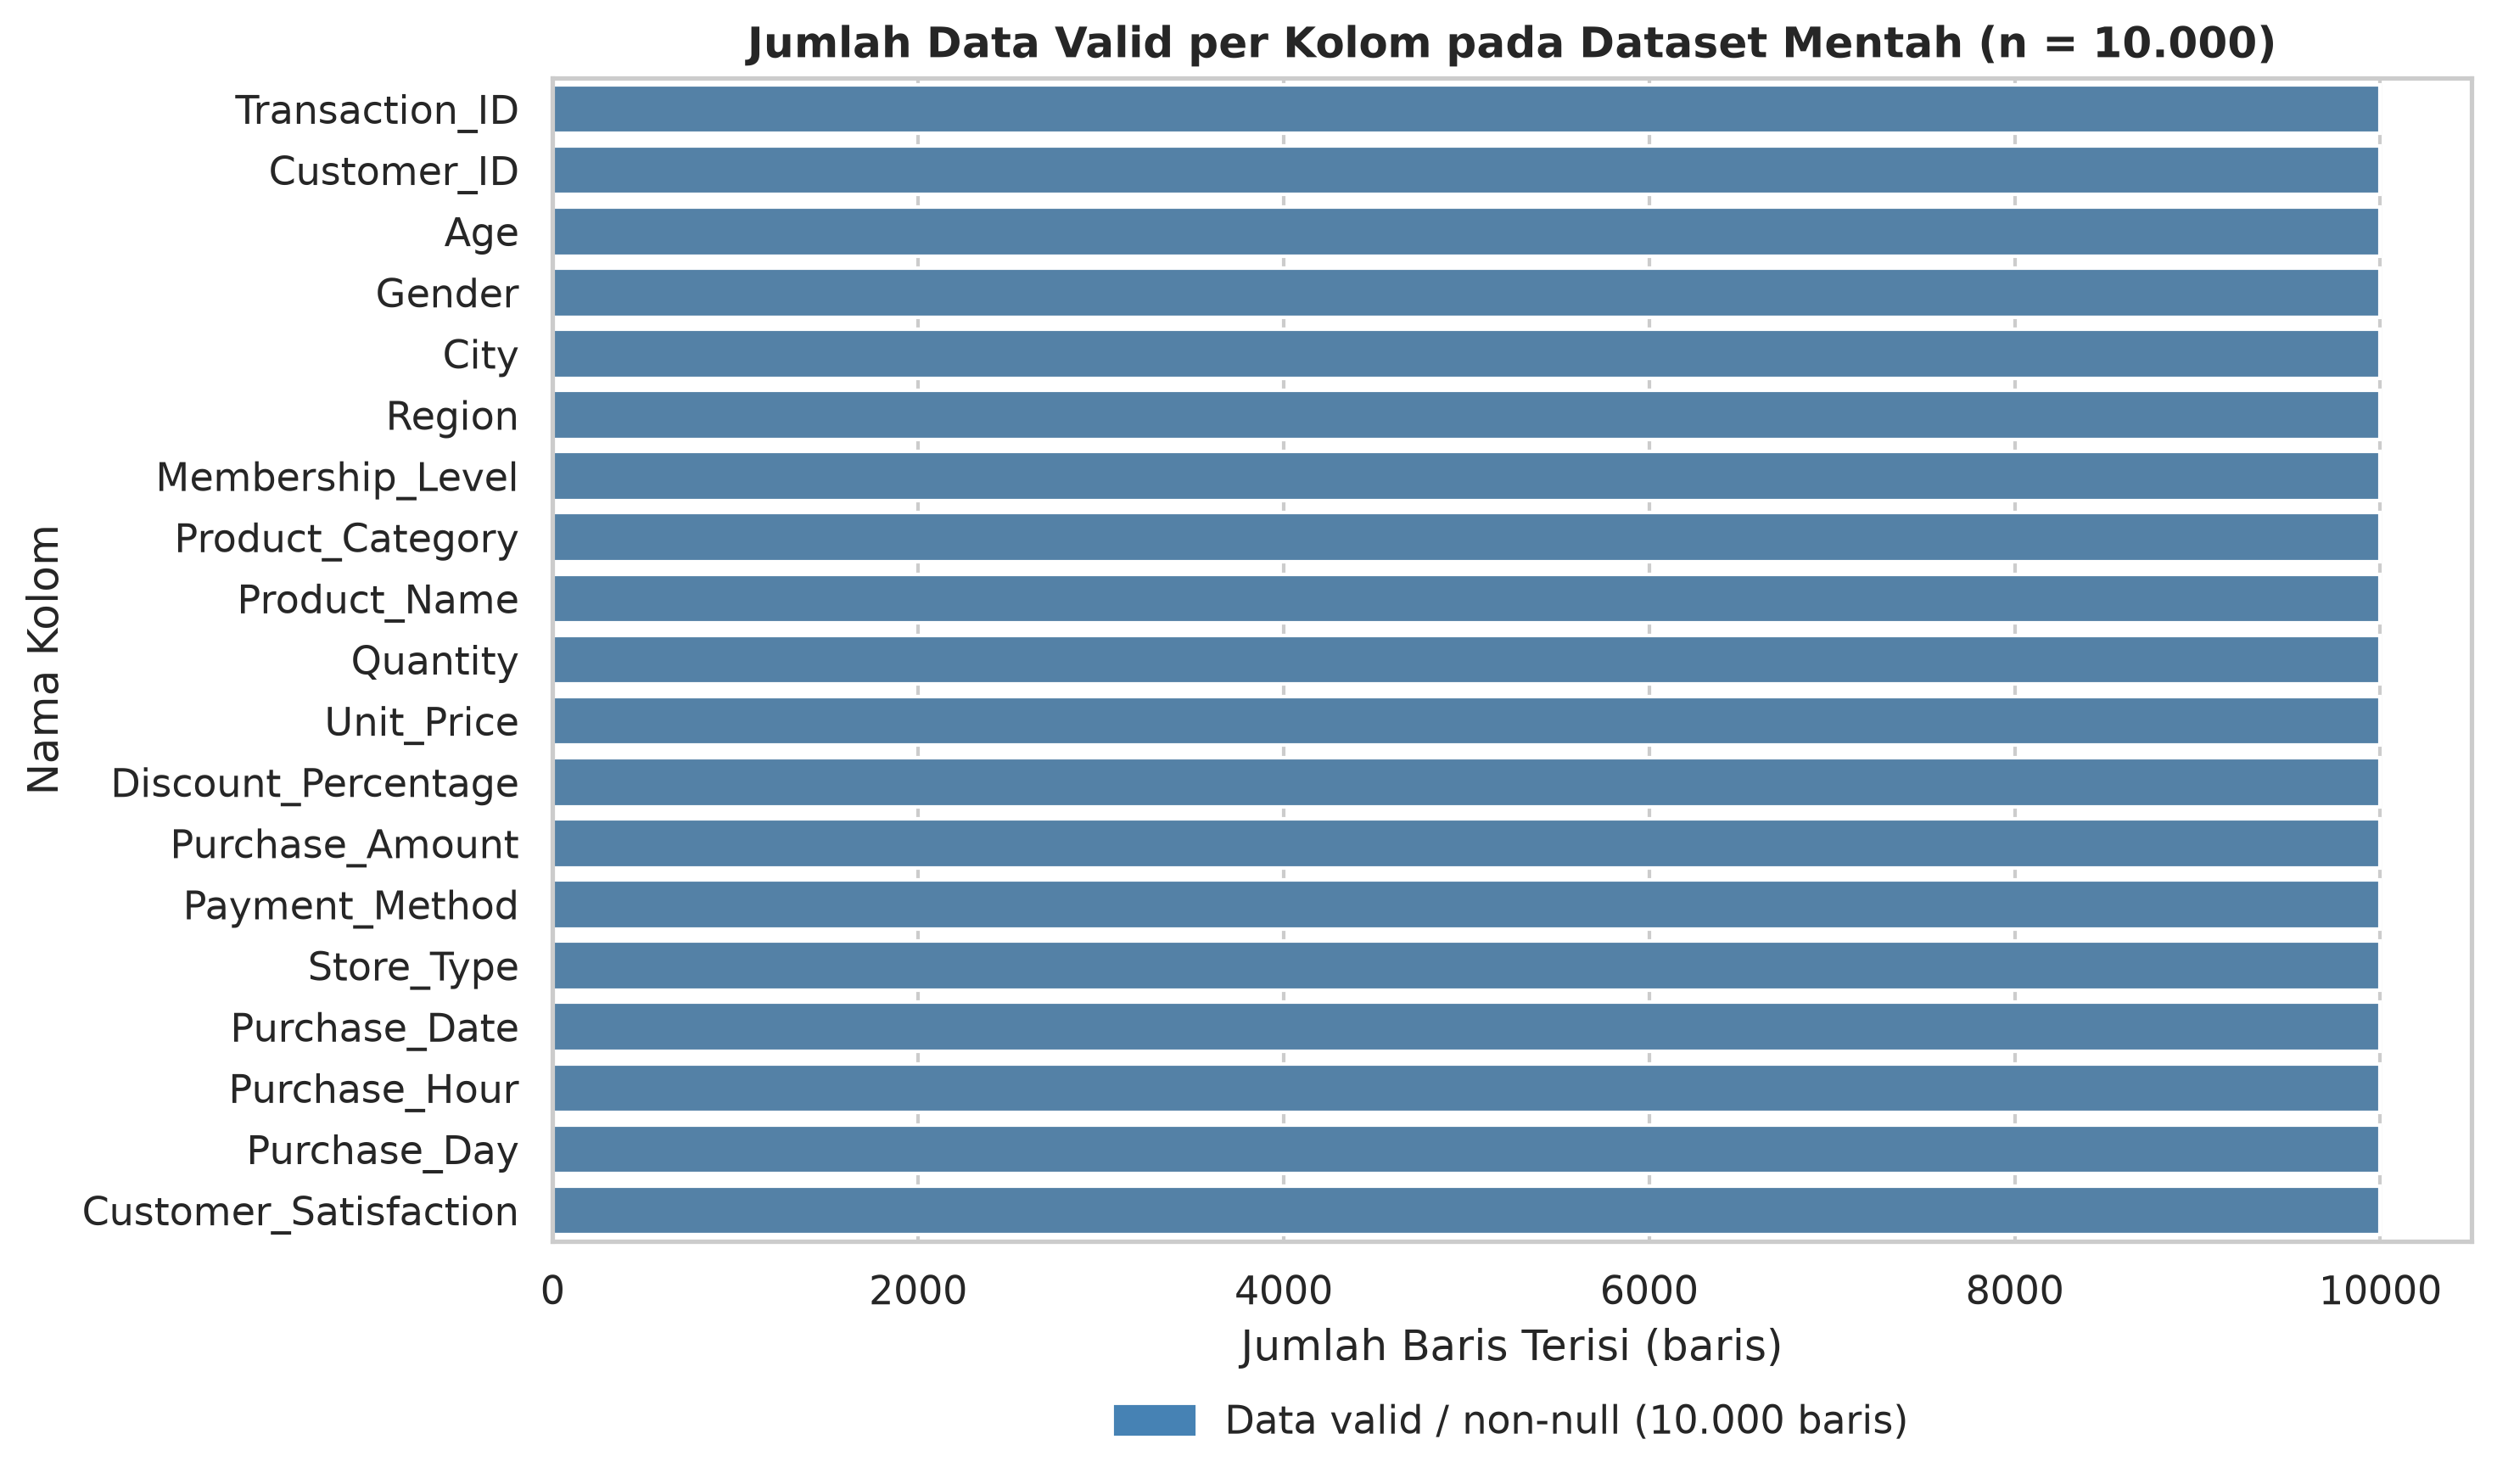 Jumlah Data Valid per Kolom pada Dataset Mentah (n = 10.000)
Nama Kolom
Transaction_ID
Customer_ID
Age
Gender
City
Region
Membership_Level
Product_Category
Product_Name
Quantity
Unit_Price
Discount_Percentage
Purchase_Amount
Payment_Method
Store_Type
Purchase_Date
Purchase_Hour
Purchase_Day
Customer_Satisfaction
0 2000 4000 6000 8000 10000
Jumlah Baris Terisi (baris)
Data valid / non-null (10.000 baris)